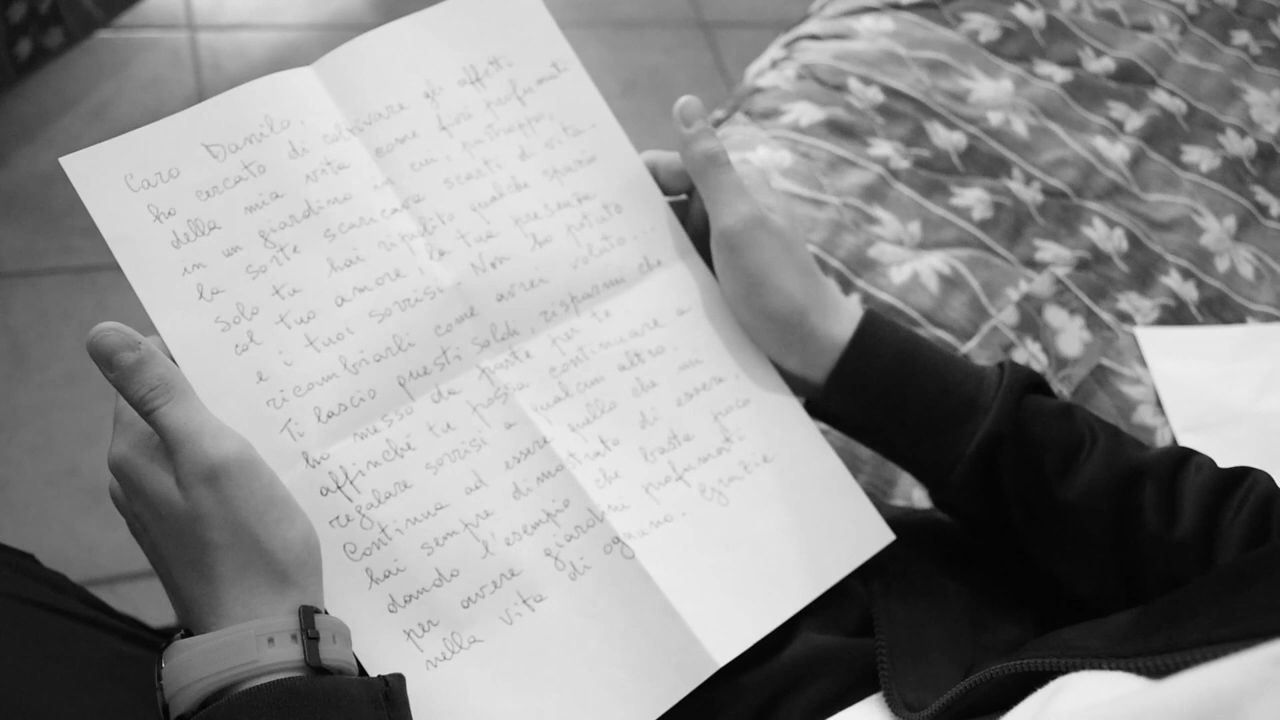 Caro Danilo,
ho cercato di coltivare gli affetti
della mia vita come fiori profumati
in un giardino in cui, purtroppo,
la sorte scaricava scarti di vita.
Solo tu hai ripulito qualche spazio
col tuo amore, la tua presenza
e i tuoi sorrisi. Non ho potuto
ricambiarli come avrei voluto...
Ti lascio questi soldi, risparmi che
ho messo da parte per te
affinché tu possa continuare a
regalare sorrisi a qualcun altro.
Continua ad essere quello che mi
hai sempre dimostrato di essere,
dando l'esempio che basta poco
per avere giardini profumati
nella vita di ognuno. Grazie